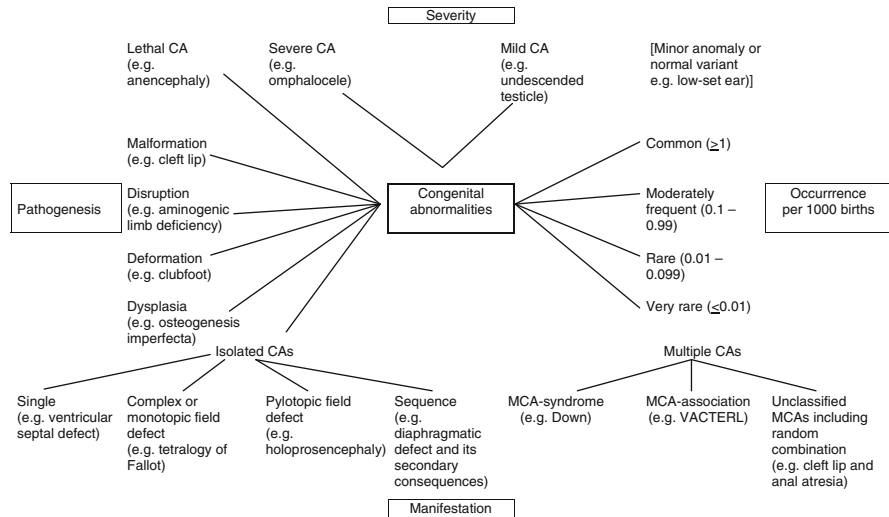 Severity
Lethal CA
(e.g.
anencephaly)
Severe CA
(e.g.
omphalocele)
Mild CA
(e.g.
undescended
testicle)
[Minor anomaly or
normal variant
e.g. low-set ear)]
Malformation
(e.g. cleft lip)
Common (≥1)
Pathogenesis
Disruption
(e.g. aminogenic
limb deficiency)
Congenital
abnormalities
Moderately
frequent (0.1 –
0.99)
Occurrrence
per 1000 births
Deformation
(e.g. clubfoot)
Rare (0.01 –
0.099)
Dysplasia
(e.g. osteogenesis
imperfecta)
Very rare (≤0.01)
Isolated CAs
Multiple CAs
Single
(e.g. ventricular
septal defect)
Complex or
monotopic field
defect
(e.g. tetralogy of
Fallot)
Pylotopic field
defect
(e.g.
holoprosencephaly)
Sequence
(e.g.
diaphragmatic
defect and its
secondary
consequences)
MCA-syndrome
(e.g. Down)
MCA-association
(e.g. VACTERL)
Unclassified
MCAs including
random
combination
(e.g. cleft lip and
anal atresia)
Manifestation